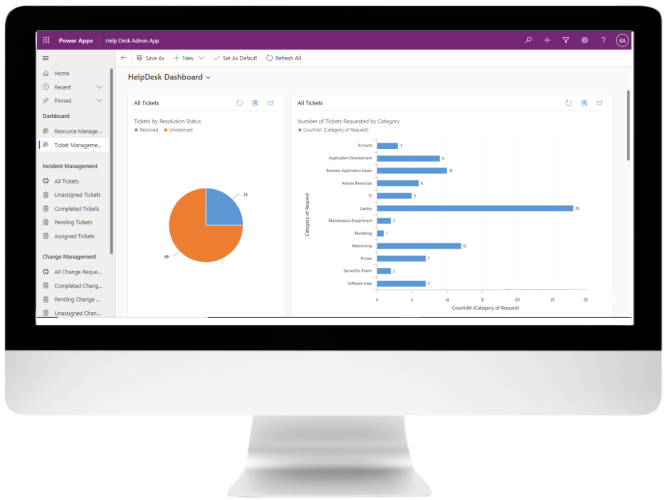 Power Apps Help Desk Admin App ? KA
Save As New Set As Default Refresh All
Home
Recent
Pinned
Dashboard
Resource Manage...
Ticket Manageme...
Incident Management
All Tickets
Unassigned Tickets
Completed Tickets
Pending Tickets
Assigned Tickets
Change Management
All Change Reque...
Completed Chang...
Pending Change ...
Unassigned Chan...
HelpDesk Dashboard
All Tickets
Tickets by Resolution Status
Resolved Unresolved
23
69
All Tickets
Number of Tickets Requested by Category
CountAll (Category of Request)
Category of Request
Account 3
Application Development 9
Business Application Issues 10
Human Resources 6
IT 5
Laptop 28
Maintenance Department 2
Marketing 1
Networking 12
Printer 7
Server(On-Prem) 2
Software Issue 7
0 5 10 15 20 25 30
CountAll (Category of Request)